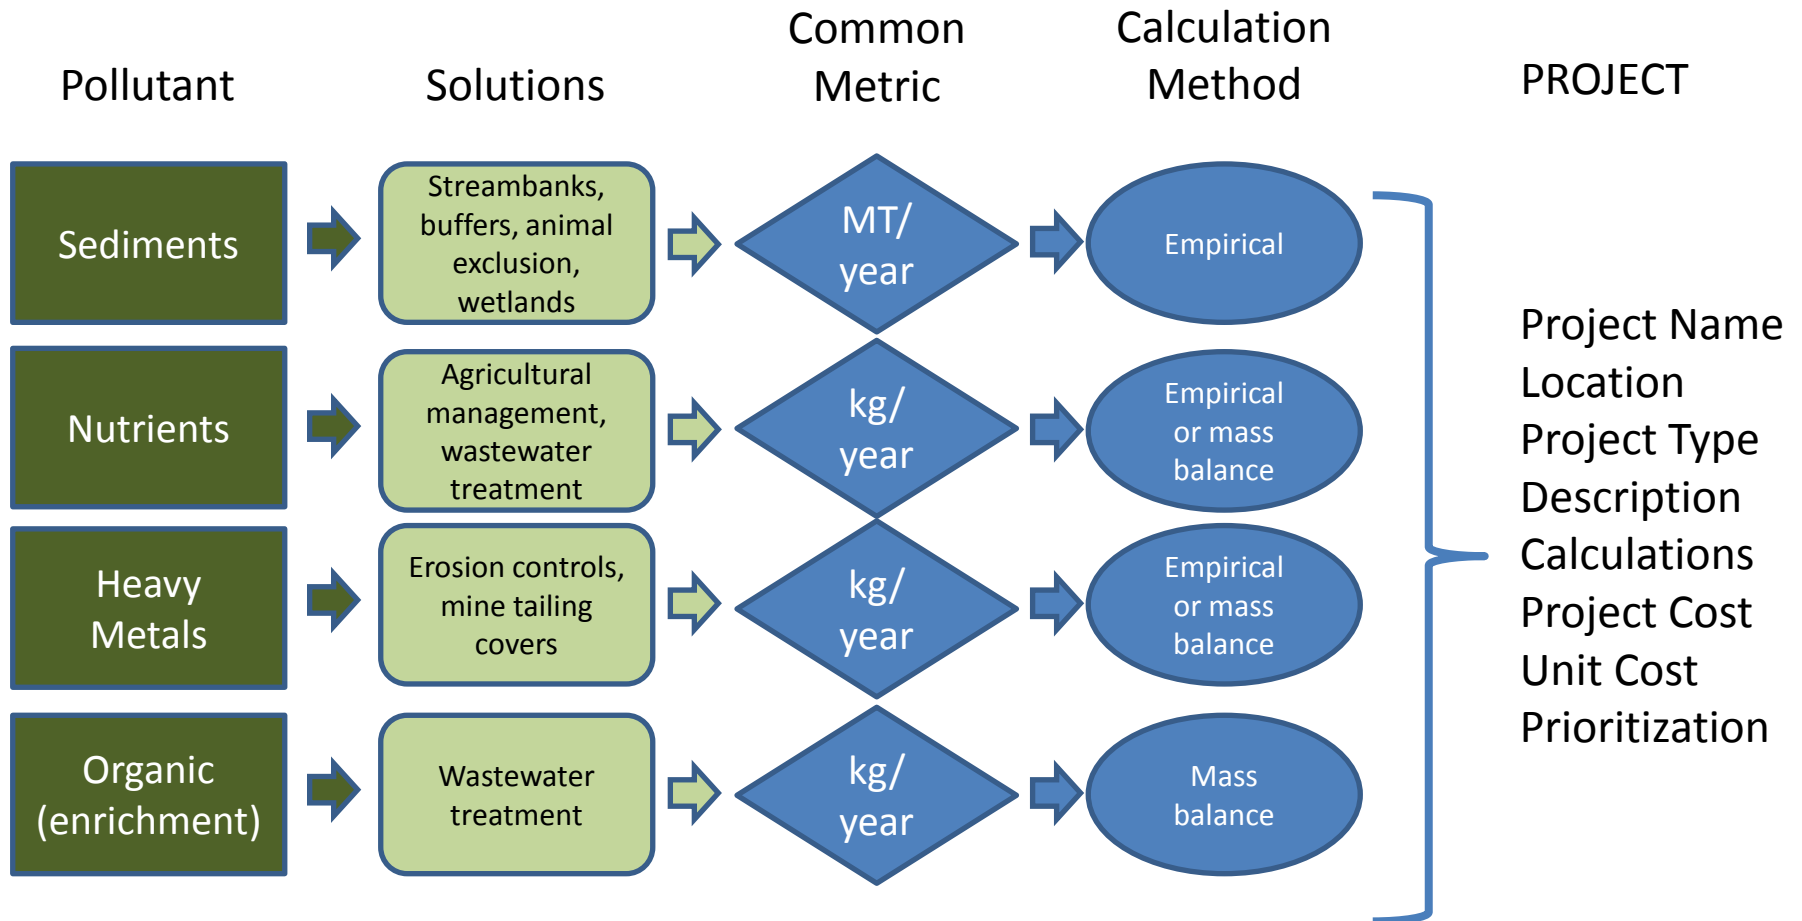 Pollutant
Solutions
Common
Metric
Calculation
Method
PROJECT
Sediments
Streambanks,
buffers, animal
exclusion,
wetlands
MT/
year
Empirical
Nutrients
Agricultural
management,
wastewater
treatment
kg/
year
Empirical
or mass
balance
Heavy
Metals
Erosion controls,
mine tailing
covers
kg/
year
Empirical
or mass
balance
Organic
(enrichment)
Wastewater
treatment
kg/
year
Mass
balance
Project Name
Location
Project Type
Description
Calculations
Project Cost
Unit Cost
Prioritization